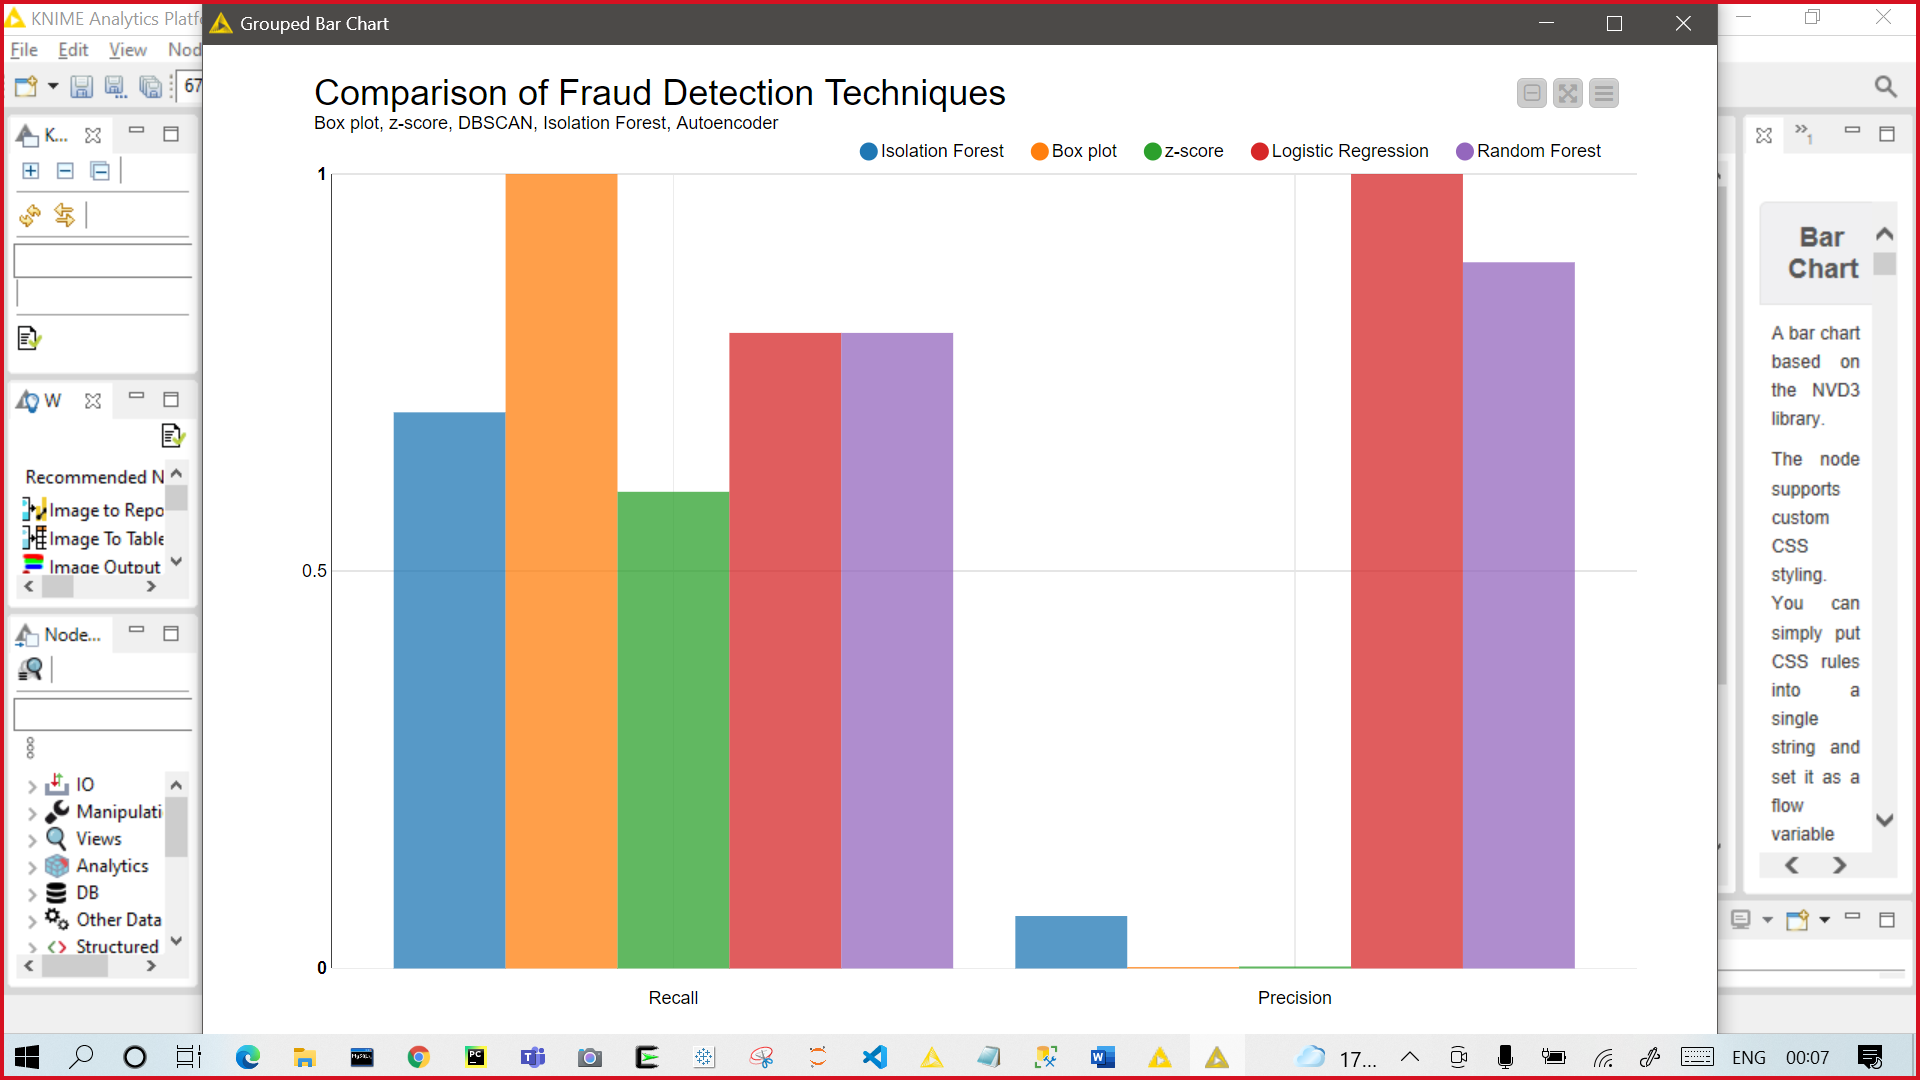 KNIME Analytics Platf
Grouped Bar Chart
File Edit View Nod
67
K...
W
Recommended N
Image to Repo
Image To Table
Image Output
Node...
IO
Manipulati
Views
Analytics
DB
Other Data
Structured
Comparison of Fraud Detection Techniques
Box plot, z-score, DBSCAN, Isolation Forest, Autoencoder
Isolation Forest Box plot z-score Logistic Regression Random Forest
1
0.5
0
Recall Precision
»1
Bar
Chart
A bar chart
based on
the NVD3
library.
The node
supports
custom
CSS
styling.
You can
simply put
CSS rules
into a
single
string and
set it as a
flow
variable
MySQL
PC
17...
ENG
00:07